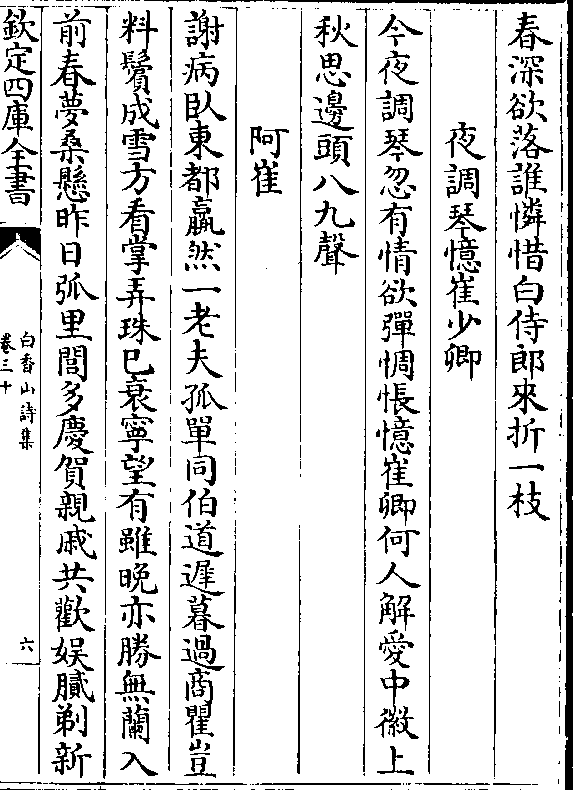 春深欲落誰憐惜白侍郎來折一枝
夜調琴憶崔少卿
今夜調琴忽有情欲彈惆悵憶崔卿何人解愛中徽上
秋思邊頭八九聲
阿崔
謝病臥東都羸然一老夫孤單同伯道遲暮過商瞿豈
料鬢成雪方看掌弄珠已衰寧望有雖晚亦勝無蘭入
前春夢桑懸昨日弧里閭多慶賀親戚共歡娛膩剃新
欽定四庫全書
白香山詩集
卷三十
六